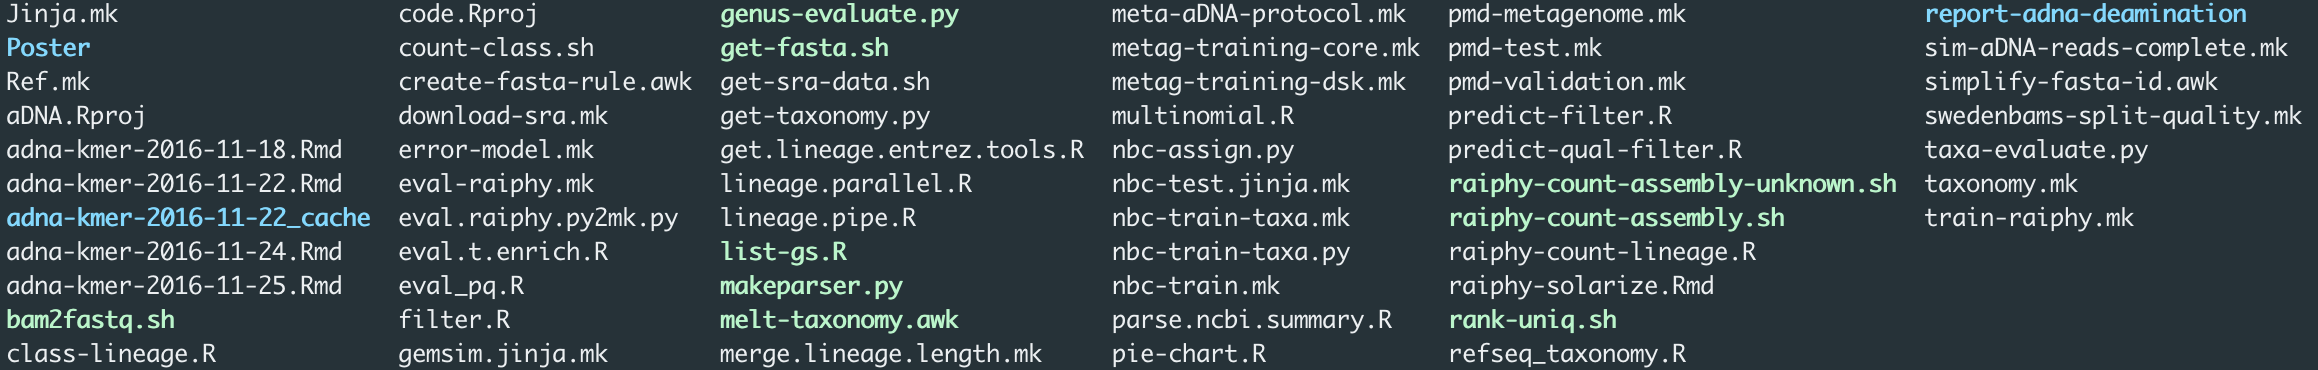 Jinja.mk code.Rproj genus-evaluate.py meta-aDNA-protocol.mk pmd-metagenome.mk report-adna-deamination
Poster count-class.sh get-fasta.sh metag-training-core.mk pmd-test.mk sim-aDNA-reads-complete.mk
Ref.mk create-fasta-rule.awk get-sra-data.sh metag-training-dsk.mk pmd-validation.mk simplify-fasta-id.awk
aDNA.Rproj download-sra.mk get-taxonomy.py multinomial.R predict-filter.R swedenbams-split-quality.mk
adna-kmer-2016-11-18.Rmd error-model.mk get.lineage.entrez.tools.R nbc-assign.py predict-qual-filter.R taxa-evaluate.py
adna-kmer-2016-11-22.Rmd eval-raiphy.mk lineage.parallel.R nbc-test.jinja.mk raiphy-count-assembly-unknown.sh taxonomy.mk
adna-kmer-2016-11-22_cache eval.raiphy.py2mk.py lineage.pipe.R nbc-train-taxa.mk raiphy-count-assembly.sh train-raiphy.mk
adna-kmer-2016-11-24.Rmd eval.t.enrich.R list-gs.R nbc-train-taxa.py raiphy-count-lineage.R
adna-kmer-2016-11-25.Rmd eval_pq.R makeparser.py nbc-train.mk raiphy-solarize.Rmd
bam2fastq.sh filter.R melt-taxonomy.awk parse.ncbi.summary.R rank-uniq.sh
class-lineage.R gemsim.jinja.mk merge.lineage.length.mk pie-chart.R refseq_taxonomy.R